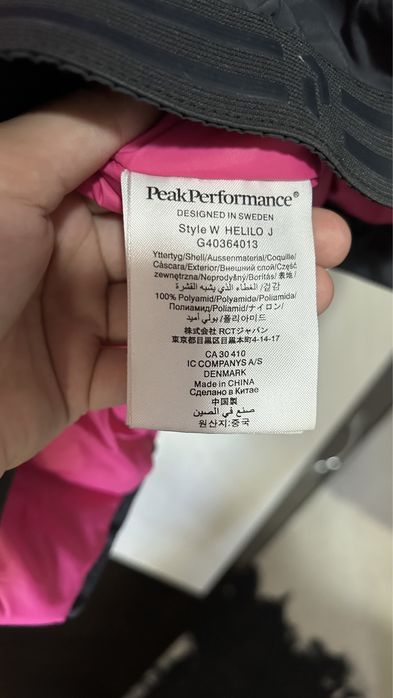 PeakPerformance®
DESIGNED IN SWEDEN
Style W HELILO J
G40364013
Yttertyg/Shell/Aussenmaterial/Coquille/
Càscara/Exterior/Внешний слой/Część
zewnętrzna/Neprodyšný/Borítás/表地/
겉감/الغطاء الذي يشبه القشرة
100% Polyamid/Polyamide/Poliamida/
Полиамид/Poliamid/ナイロン/
폴리아미드/بولي أميد
株式会社 RCTジャパン
東京都目黒区目黒本町4-14-17
CA 30 410
IC COMPANYS A/S
DENMARK
Made in CHINA
Сделано в Китае
中国製
صنع في الصين
원산지:중국